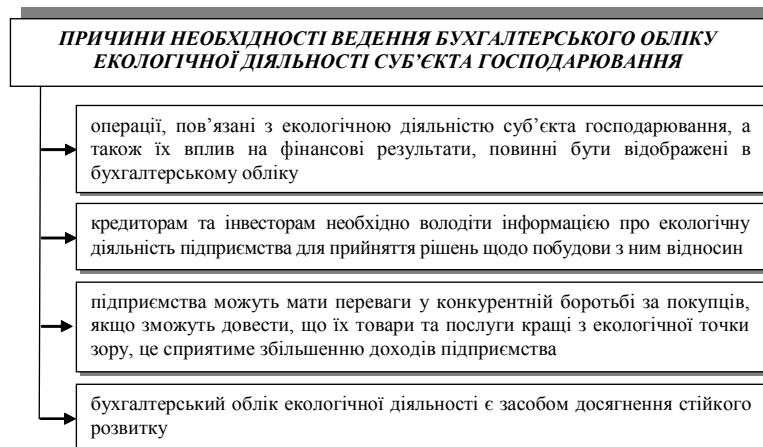 ПРИЧИНИ НЕОБХІДНОСТІ ВЕДЕННЯ БУХГАЛТЕРСЬКОГО ОБЛІКУ
ЕКОЛОГІЧНОЇ ДІЯЛЬНОСТІ СУБ’ЄКТА ГОСПОДАРЮВАННЯ
операції, пов’язані з екологічною діяльністю суб’єкта господарювання, а
також їх вплив на фінансові результати, повинні бути відображені в
бухгалтерському обліку
кредиторам та інвесторам необхідно володіти інформацією про екологічну
діяльність підприємства для прийняття рішень щодо побудови з ним відносин
підприємства можуть мати переваги у конкурентній боротьбі за покупців,
якщо зможуть довести, що їх товари та послуги кращі з екологічної точки
зору, це сприятиме збільшенню доходів підприємства
бухгалтерський облік екологічної діяльності є засобом досягнення стійкого
розвитку